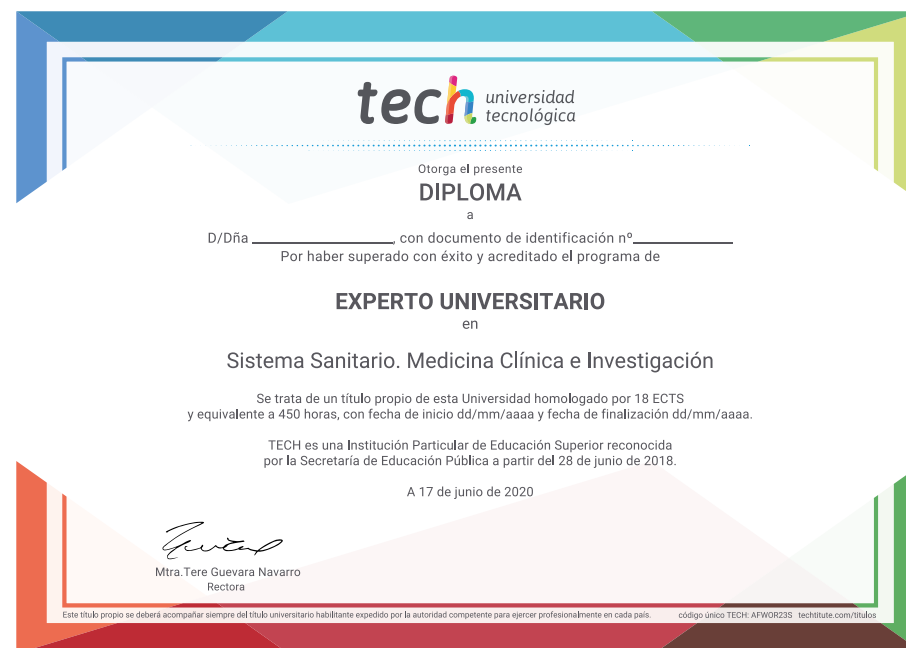 tech universidad
tecnológica
Otorga el presente
DIPLOMA
a
D/Dña ____________________, con documento de identificación nº______________
Por haber superado con éxito y acreditado el programa de
EXPERTO UNIVERSITARIO
en
Sistema Sanitario. Medicina Clínica e Investigación
Se trata de un título propio de esta Universidad homologado por 18 ECTS
y equivalente a 450 horas, con fecha de inicio dd/mm/aaaa y fecha de finalización dd/mm/aaaa.
TECH es una Institución Particular de Educación Superior reconocida
por la Secretaría de Educación Pública a partir del 28 de junio de 2018.
A 17 de junio de 2020
Mtra.Tere Guevara Navarro
Rectora
Este título propio se deberá acompañar siempre del título universitario habilitante expedido por la autoridad competente para ejercer profesionalmente en cada país. código único TECH: AFWOR23S techtitute.com/titulos